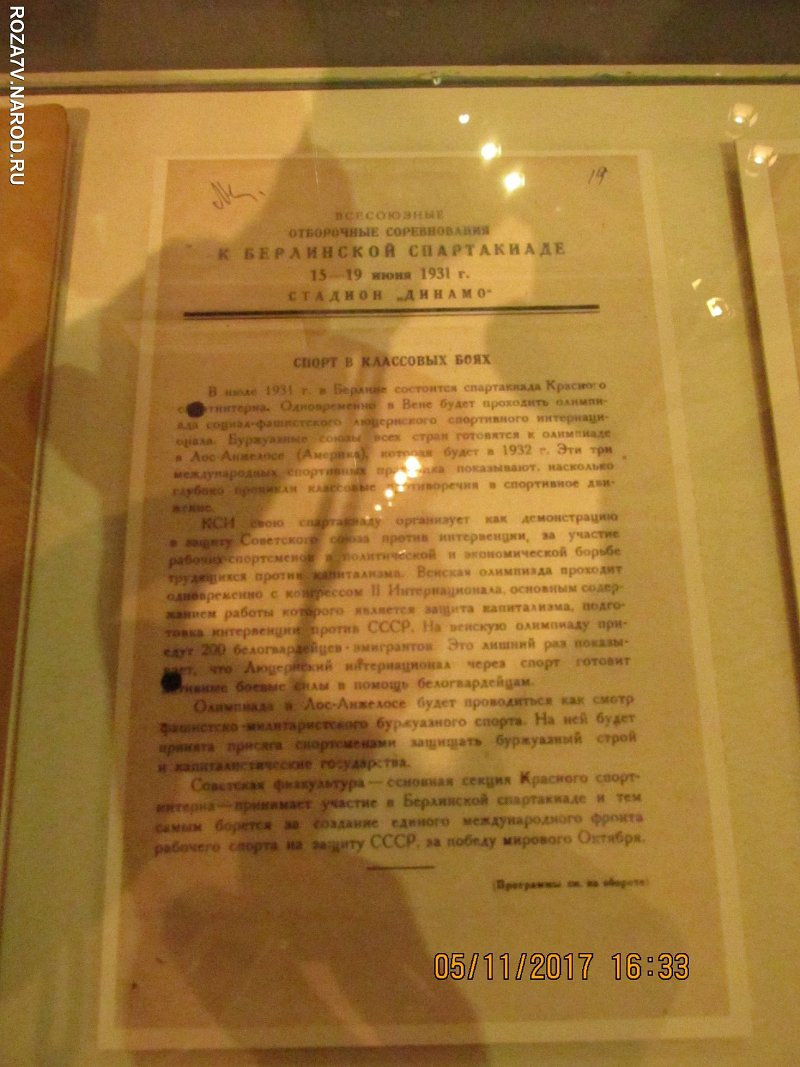 ROZA7V.NAROD.RU
19
ВСЕСОЮЗНЫЕ
ОТБОРОЧНЫЕ СОРЕВНОВАНИЯ
К БЕРЛИНСКОЙ СПАРТАКИАДЕ
15—19 июня 1931 г.
СТАДИОН „ДИНАМО“
СПОРТ В КЛАССОВЫХ БОЯХ
В июле 1931 г. в Берлине состоится спартакиада Красного
спортинтерна. Одновременно в Вене будет проходить олимпи-
ада социал-фашистского люцернского спортивного интернаци-
онала. Буржуазные союзы всех стран готовятся к олимпиаде
в Лос-Анжелосе (Америка), которая будет в 1932 г. Эти три
международных спортивных праздника показывают, насколько
глубоко проникли классовые противоречия в спортивное дви-
жение.
КСИ свою спартакиаду организует как демонстрацию
в защиту Советского союза против интервенции, за участие
рабочих-спортсменов в политической и экономической борьбе
трудящихся против капитализма. Венская олимпиада проходит
одновременно с конгрессом II Интернационала, основным содер-
жанием работы которого является защита капитализма, подго-
товка интервенции против СССР. На венскую олимпиаду при-
едут 200 белогвардейцев-эмигрантов. Это лишний раз показы-
вает, что Люцернский интернационал через спорт готовит
активные боевые силы в помощь белогвардейцам.
Олимпиада в Лос-Анжелосе будет проводиться как смотр
фашистско-милитаристского буржуазного спорта. На ней будет
принята присяга спортсменами защищать буржуазный строй
и капиталистические государства.
Советская физкультура — основная секция Красного спорт-
интерна — принимает участие в Берлинской спартакиаде и тем
самым борется за создание единого международного фронта
рабочего спорта на защиту СССР, за победу мирового Октября.
(Программы см. на обороте)
05/11/2017 16:33